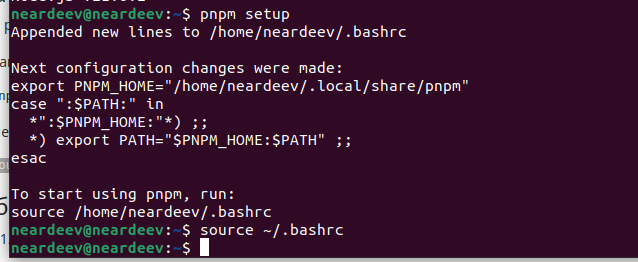 neardeev@neardeev:~$ pnpm setup
Appended new lines to /home/neardeev/.bashrc

Next configuration changes were made:
export PNPM_HOME="/home/neardeev/.local/share/pnpm"
case ":$PATH:" in
  *":$PNPM_HOME:"*) ;;
  *) export PATH="$PNPM_HOME:$PATH" ;;
esac

To start using pnpm, run:
source /home/neardeev/.bashrc
neardeev@neardeev:~$ source ~/.bashrc
neardeev@neardeev:~$